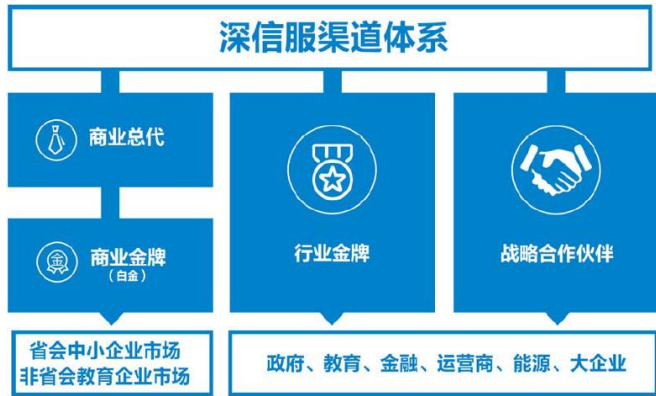 深信服渠道体系
商业总代
金
商业金牌
（白金）
行业金牌
战略合作伙伴
省会中小企业市场
非省会教育企业市场
政府、教育、金融、运营商、能源、大企业